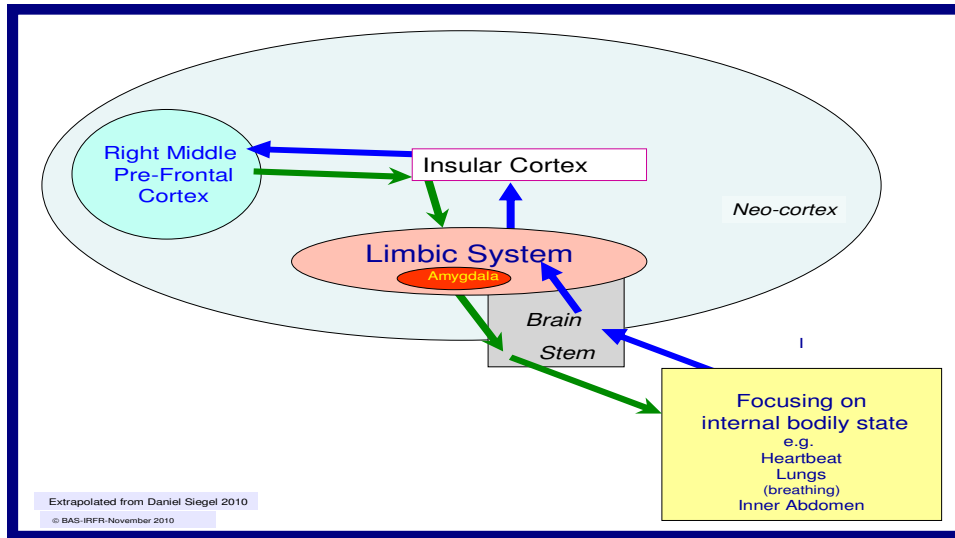 Right Middle
Pre-Frontal
Cortex
Insular Cortex
Neo-cortex
Limbic System
Amygdala
Brain
Stem
I
Focusing on
internal bodily state
e.g.
Heartbeat
Lungs
(breathing)
Inner Abdomen
Extrapolated from Daniel Siegel 2010
© BAS-IRFR-November 2010